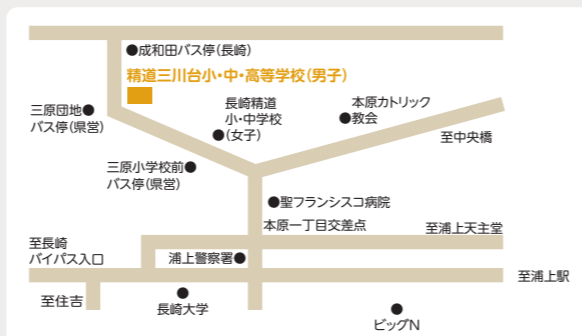 ●成和田バス停(長崎)
精道三川台小・中・高等学校(男子)
三原団地●
バス停(県営)
長崎精道
小・中学校
●(女子)
本原カトリック
●教会
至中央橋
三原小学校前●
バス停(県営)
●聖フランシスコ病院
本原一丁目交差点
至浦上天主堂
至長崎
バイパス入口
浦上警察署●
至浦上駅
至住吉
●
長崎大学
●
ビッグN